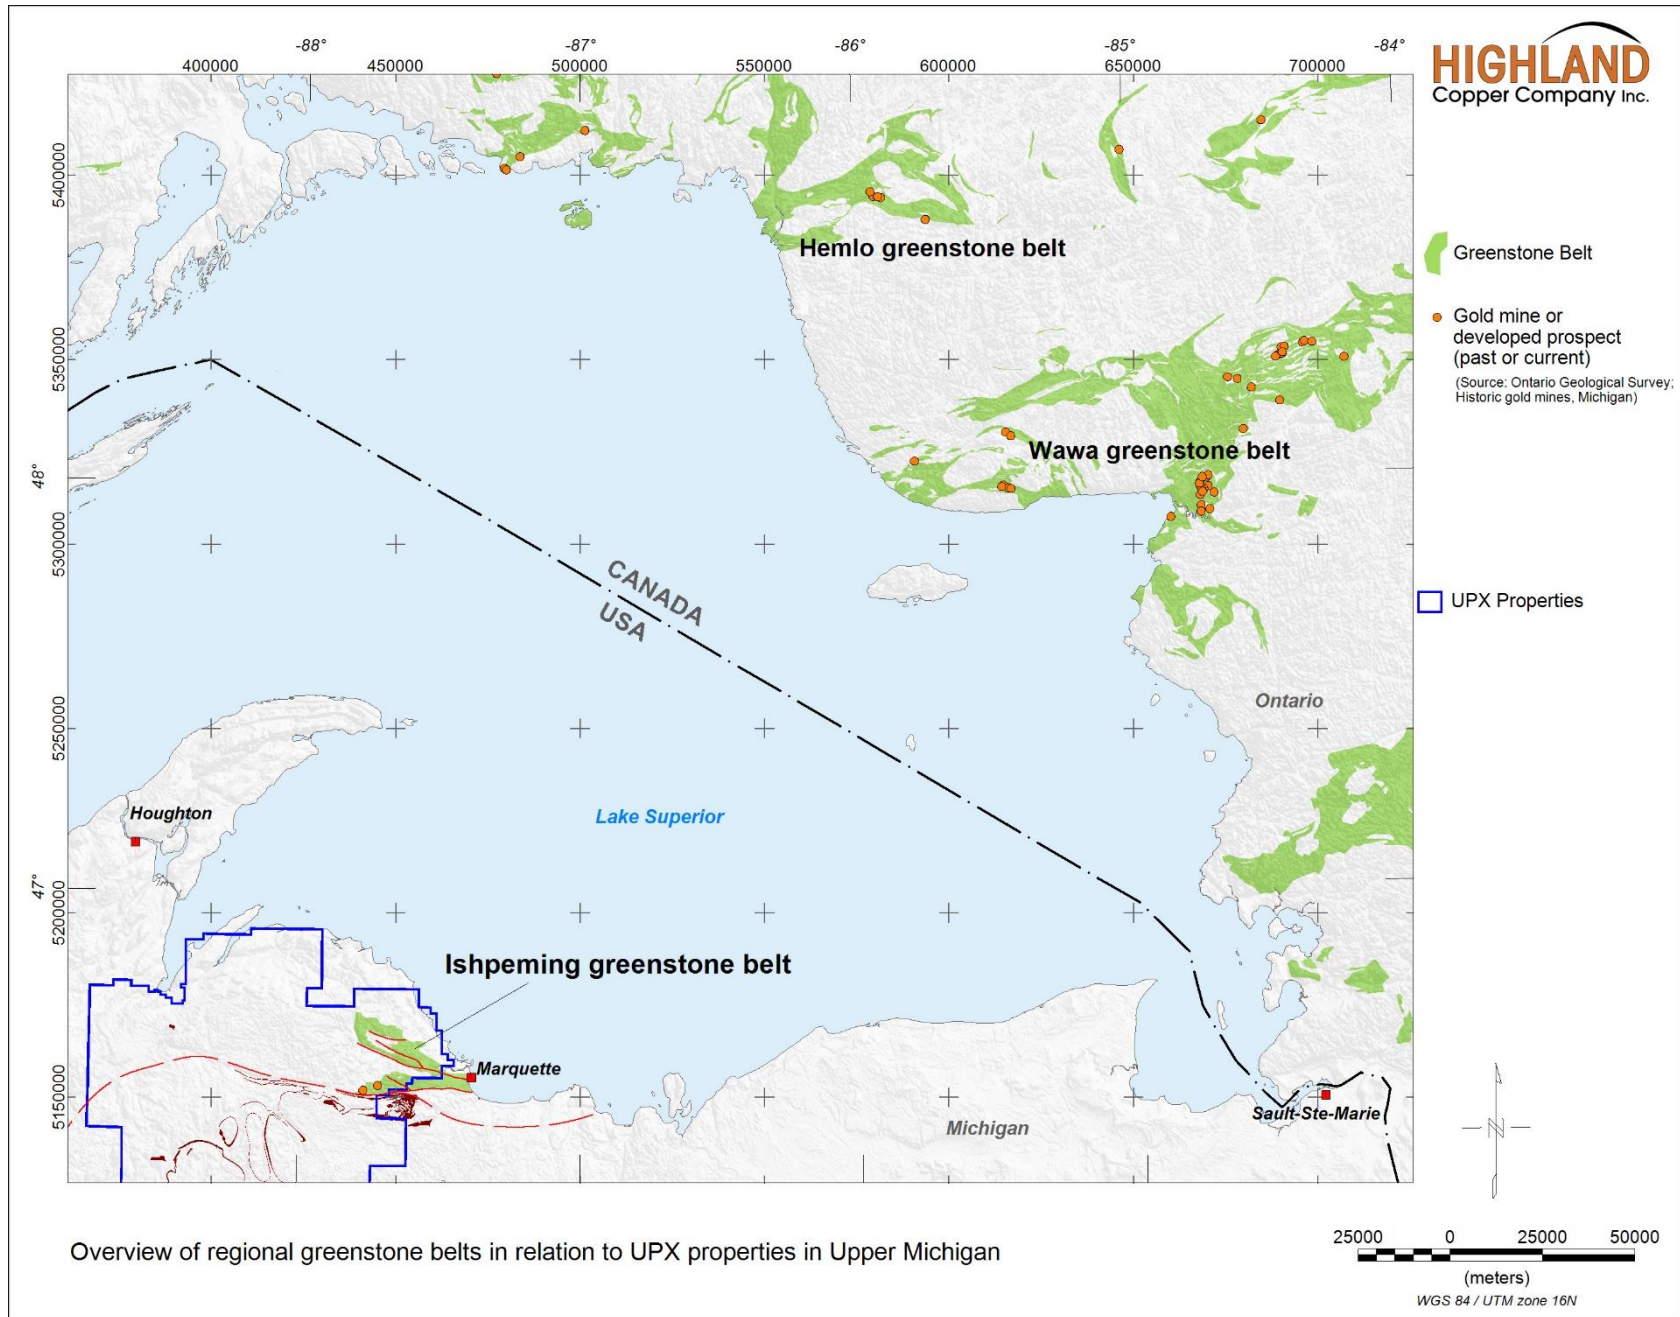 -88°
-87°
-86°
-85°
-84°
400000
450000
500000
550000
600000
650000
700000
HIGHLAND
Copper Company Inc.
5400000
5350000
48°
5300000
5250000
47°
5200000
5150000
Hemlo greenstone belt
Greenstone Belt
Gold mine or
developed prospect
(past or current)
(Source: Ontario Geological Survey;
Historic gold mines, Michigan)
Wawa greenstone belt
CANADA
USA
UPX Properties
Ontario
Houghton
Lake Superior
Ishpeming greenstone belt
Marquette
Michigan
Sault-Ste-Marie
N
Overview of regional greenstone belts in relation to UPX properties in Upper Michigan
25000 0 25000 50000
(meters)
WGS 84 / UTM zone 16N